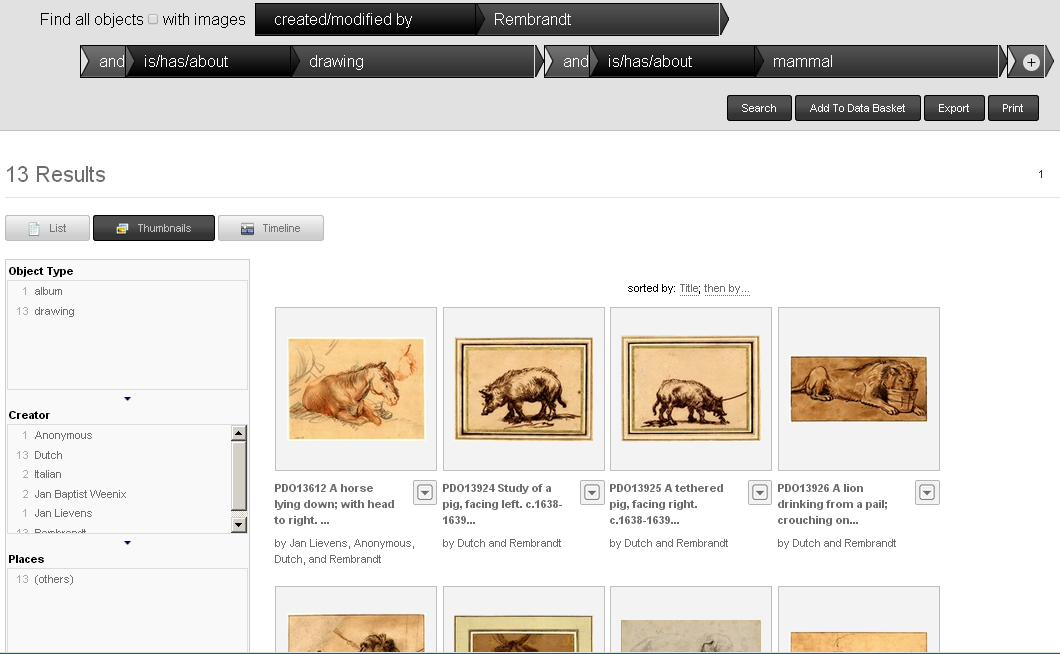 Find all objects with images created/modified by Rembrandt
and is/has/about drawing and is/has/about mammal +
Search Add To Data Basket Export Print
13 Results 1
List Thumbnails Timeline
Object Type
1 album
13 drawing
Creator
1 Anonymous
13 Dutch
2 Italian
2 Jan Baptist Weenix
1 Jan Lievens
13 Rembrandt
Places
13 (others)
sorted by: Title; then by...
PDO13612 A horse
lying down; with head
to right. ...
by Jan Lievens, Anonymous,
Dutch, and Rembrandt
PDO13924 Study of a
pig, facing left. c.1638-
1639...
by Dutch and Rembrandt
PDO13925 A tethered
pig, facing right.
c.1638-1639...
by Dutch and Rembrandt
PDO13926 A lion
drinking from a pail;
crouching on...
by Dutch and Rembrandt